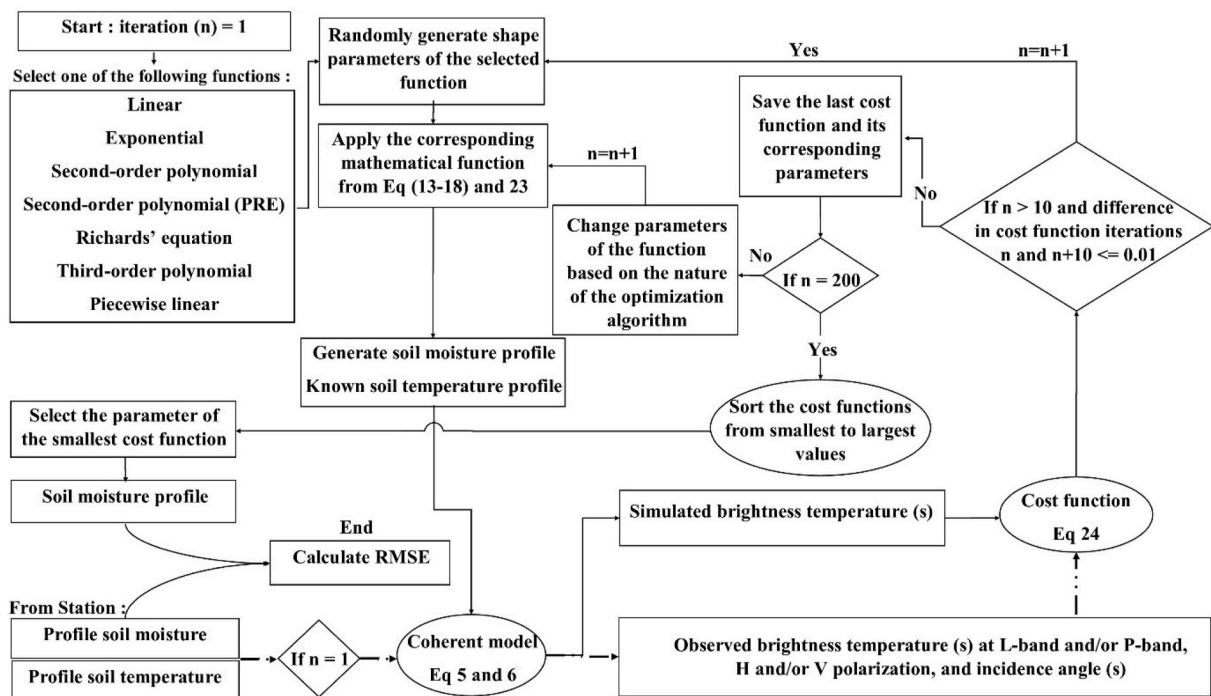 Start : iteration (n) = 1
Select one of the following functions :
Linear
Exponential
Second-order polynomial
Second-order polynomial (PRE)
Richards' equation
Third-order polynomial
Piecewise linear
Randomly generate shape
parameters of the selected
function
Apply the corresponding
mathematical function
from Eq (13-18) and 23
n=n+1
Change parameters
of the function
based on the nature
of the optimization
algorithm
No
Yes
n=n+1
Save the last cost
function and its
corresponding
parameters
No
If n > 10 and difference
in cost function iterations
n and n+10 <= 0.01
If n = 200
Yes
Generate soil moisture profile
Known soil temperature profile
Sort the cost functions
from smallest to largest
values
Select the parameter of
the smallest cost function
Soil moisture profile
End
Calculate RMSE
Simulated brightness temperature (s)
Cost function
Eq 24
From Station :
Profile soil moisture
Profile soil temperature
If n = 1
Coherent model
Eq 5 and 6
Observed brightness temperature (s) at L-band and/or P-band,
H and/or V polarization, and incidence angle (s)